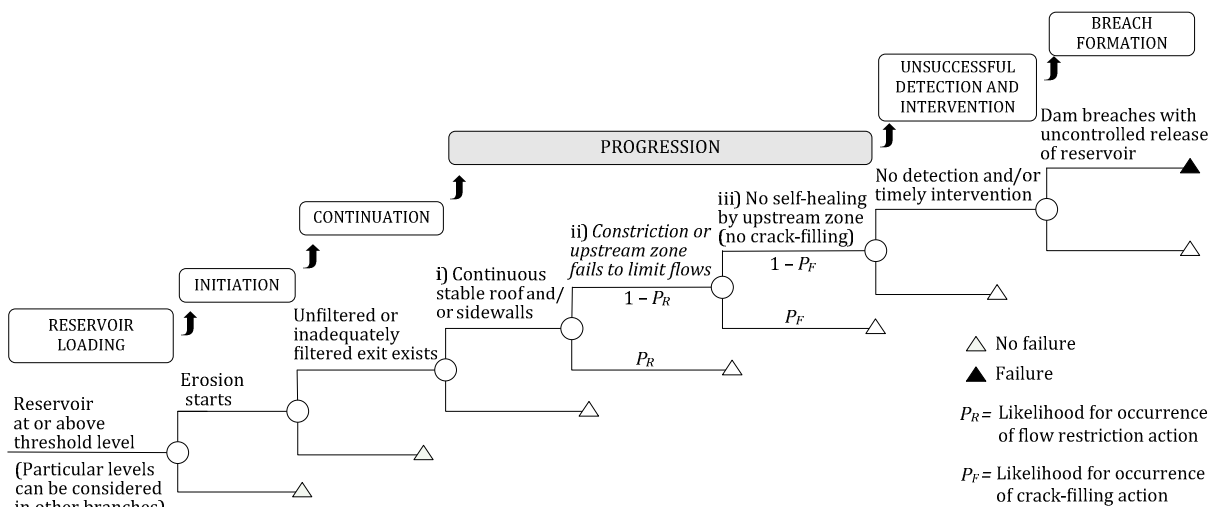 BREACH
FORMATION
UNSUCCESSFUL
DETECTION AND
INTERVENTION
Dam breaches with
uncontrolled release
of reservoir
PROGRESSION
No detection and/or
timely intervention
iii) No self-healing
by upstream zone
(no crack-filling)
1 – PF
PF
CONTINUATION
ii) Constriction or
upstream zone
fails to limit flows
1 – PR
PR
INITIATION
i) Continuous
stable roof and/
or sidewalls
Unfiltered or
inadequately
filtered exit exists
RESERVOIR
LOADING
Erosion
starts
Reservoir
at or above
threshold level
(Particular levels
can be considered
in other branches)
No failure
Failure
PR = Likelihood for occurrence
of flow restriction action
PF = Likelihood for occurrence
of crack-filling action